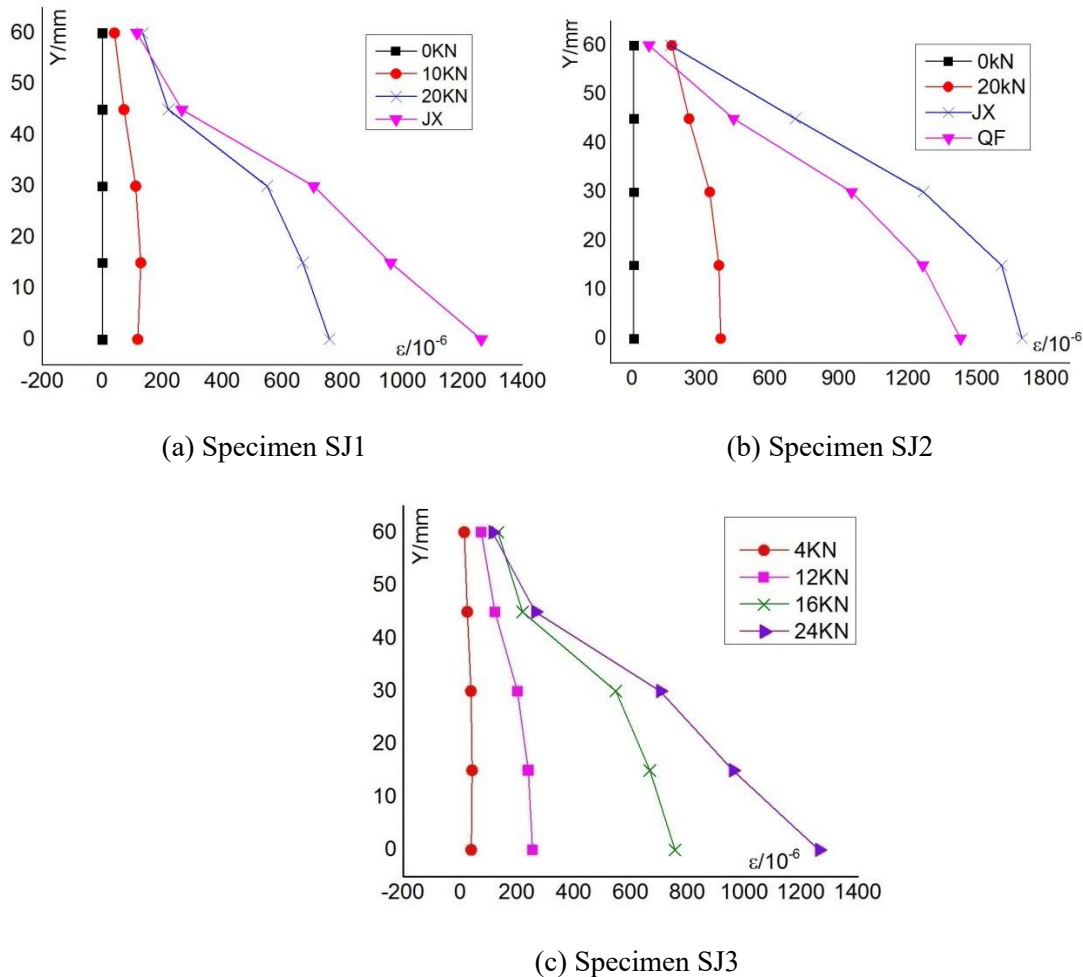 Y/mm
60
50
40
30
20
10
0
-200 0 200 400 600 800 1000 1200 1400
ε/10-6
0KN
10KN
20KN
JX
(a) Specimen SJ1
Y/mm
60
50
40
30
20
10
0
0 300 600 900 1200 1500 1800
ε/10-6
0kN
20kN
JX
QF
(b) Specimen SJ2
Y/mm
60
50
40
30
20
10
0
-200 0 200 400 600 800 1000 1200 1400
ε/10-6
4KN
12KN
16KN
24KN
(c) Specimen SJ3